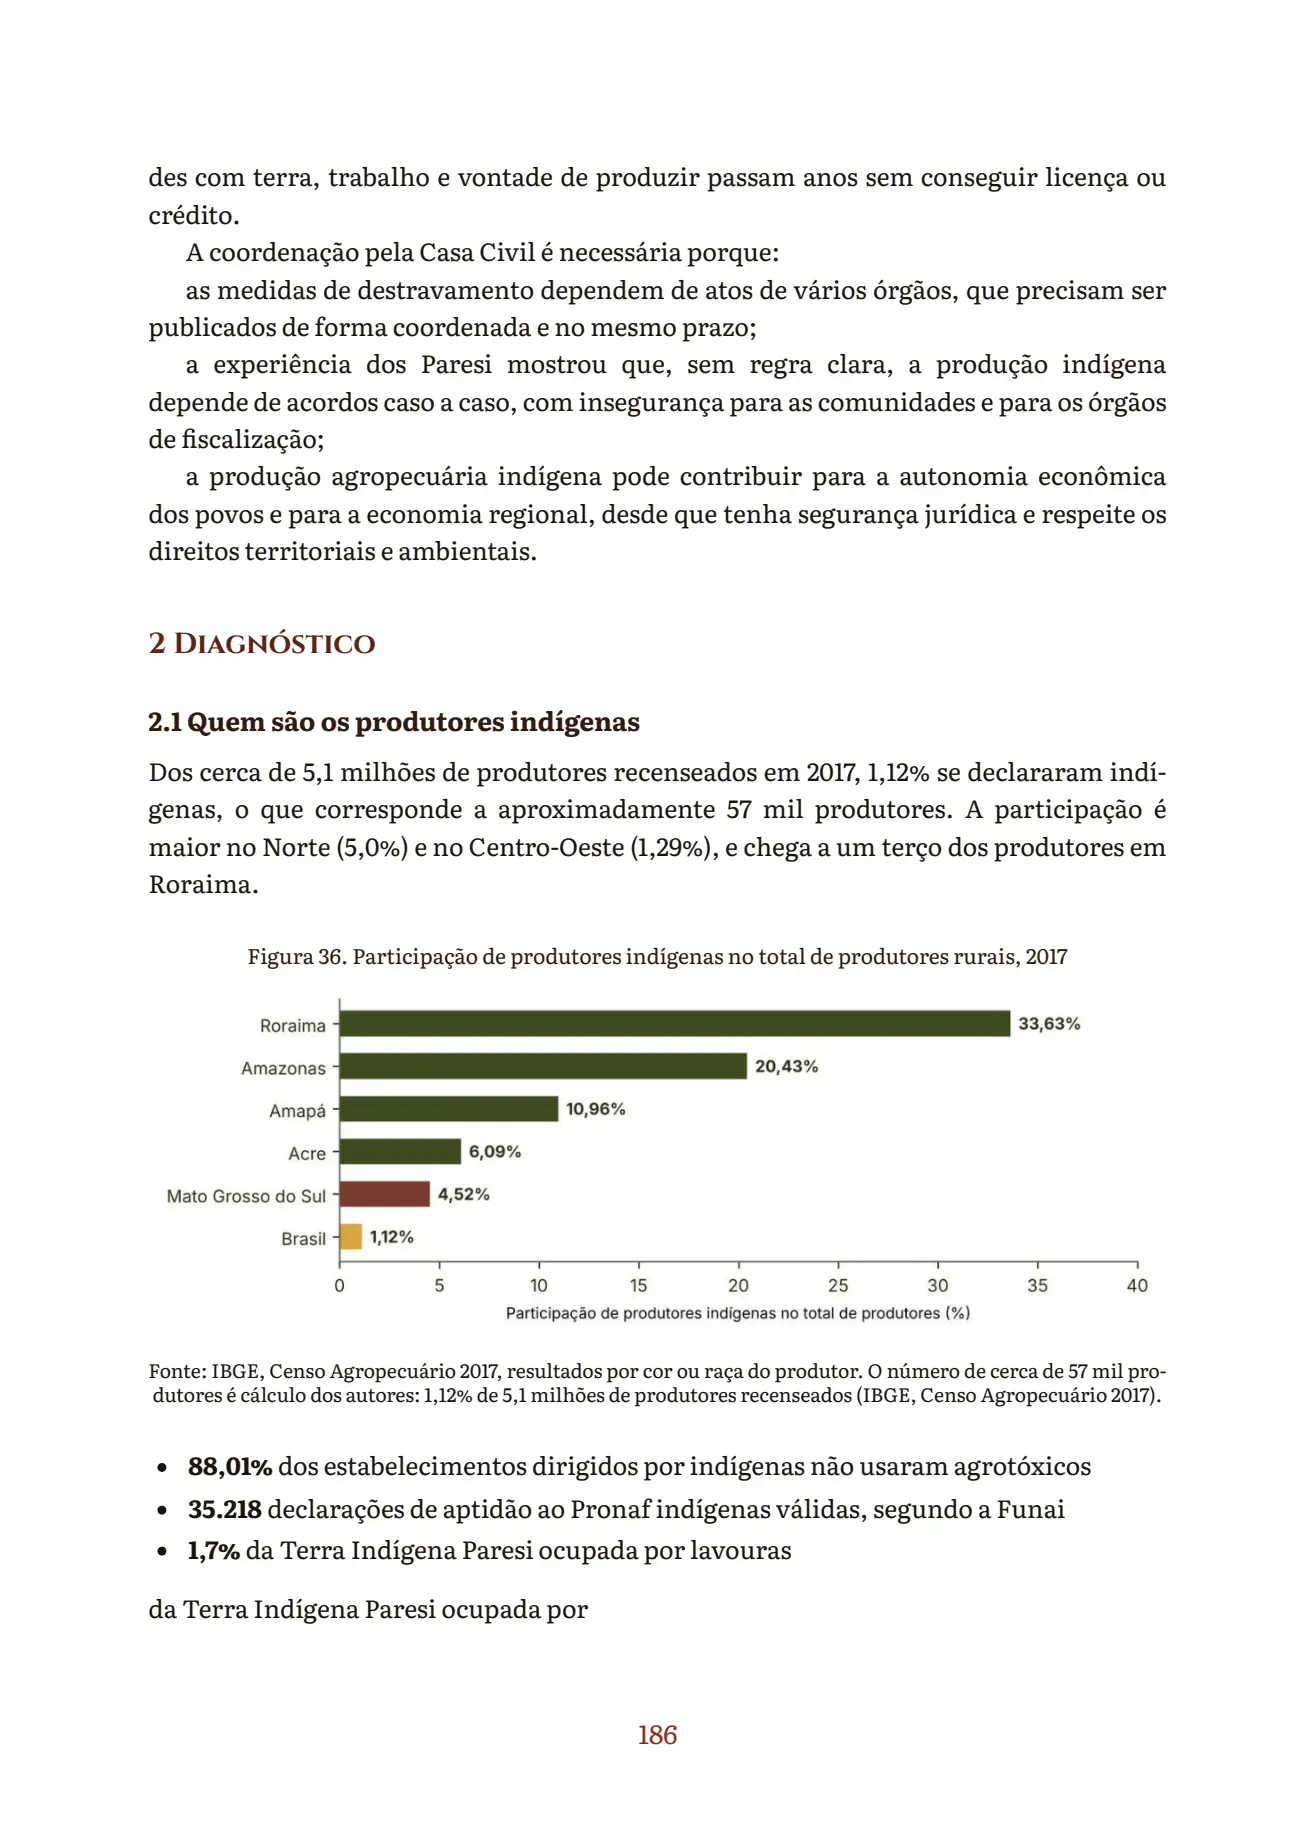 des com terra, trabalho e vontade de produzir passam anos sem conseguir licença ou
crédito.
A coordenação pela Casa Civil é necessária porque:
as medidas de destravamento dependem de atos de vários órgãos, que precisam ser
publicados de forma coordenada e no mesmo prazo;
a experiência dos Paresi mostrou que, sem regra clara, a produção indígena
depende de acordos caso a caso, com insegurança para as comunidades e para os órgãos
de fiscalização;
a produção agropecuária indígena pode contribuir para a autonomia econômica
dos povos e para a economia regional, desde que tenha segurança jurídica e respeite os
direitos territoriais e ambientais.
2 Diagnóstico
2.1 Quem são os produtores indígenas
Dos cerca de 5,1 milhões de produtores recenseados em 2017, 1,12% se declararam indí-
genas, o que corresponde a aproximadamente 57 mil produtores. A participação é
maior no Norte (5,0%) e no Centro-Oeste (1,29%), e chega a um terço dos produtores em
Roraima.
Figura 36. Participação de produtores indígenas no total de produtores rurais, 2017
Roraima 33,63%
Amazonas 20,43%
Amapá 10,96%
Acre 6,09%
Mato Grosso do Sul 4,52%
Brasil 1,12%
0 5 10 15 20 25 30 35 40
Participação de produtores indígenas no total de produtores (%)
Fonte: IBGE, Censo Agropecuário 2017, resultados por cor ou raça do produtor. O número de cerca de 57 mil pro-
dutores é cálculo dos autores: 1,12% de 5,1 milhões de produtores recenseados (IBGE, Censo Agropecuário 2017).
• 88,01% dos estabelecimentos dirigidos por indígenas não usaram agrotóxicos
• 35.218 declarações de aptidão ao Pronaf indígenas válidas, segundo a Funai
• 1,7% da Terra Indígena Paresi ocupada por lavouras
da Terra Indígena Paresi ocupada por
186